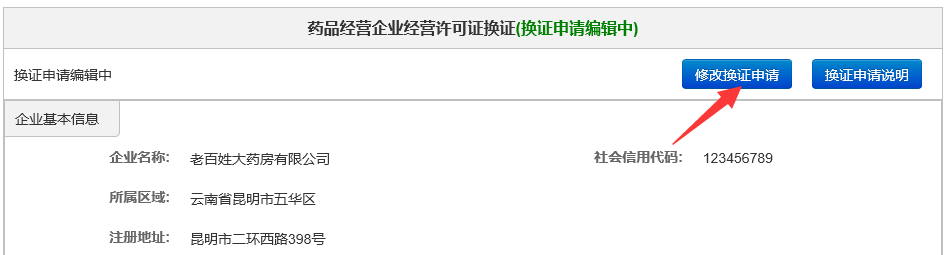 药品经营企业经营许可证换证(换证申请编辑中)
换证申请编辑中 修改换证申请 换证申请说明
企业基本信息
企业名称: 老百姓大药房有限公司 社会信用代码: 123456789
所属区域: 云南省昆明市五华区
注册地址: 昆明市二环西路398号